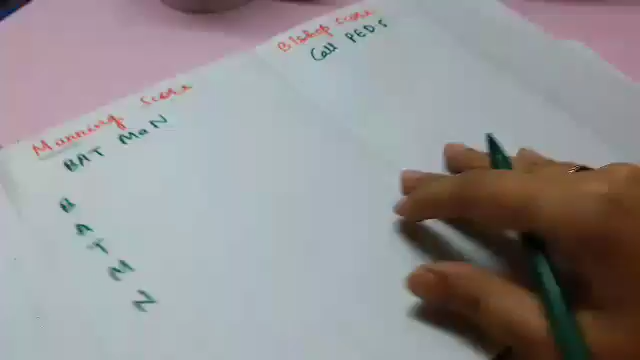 Manning Score
BAT MaN
B
A
T
M
N
Bishop Score
Call PEDS